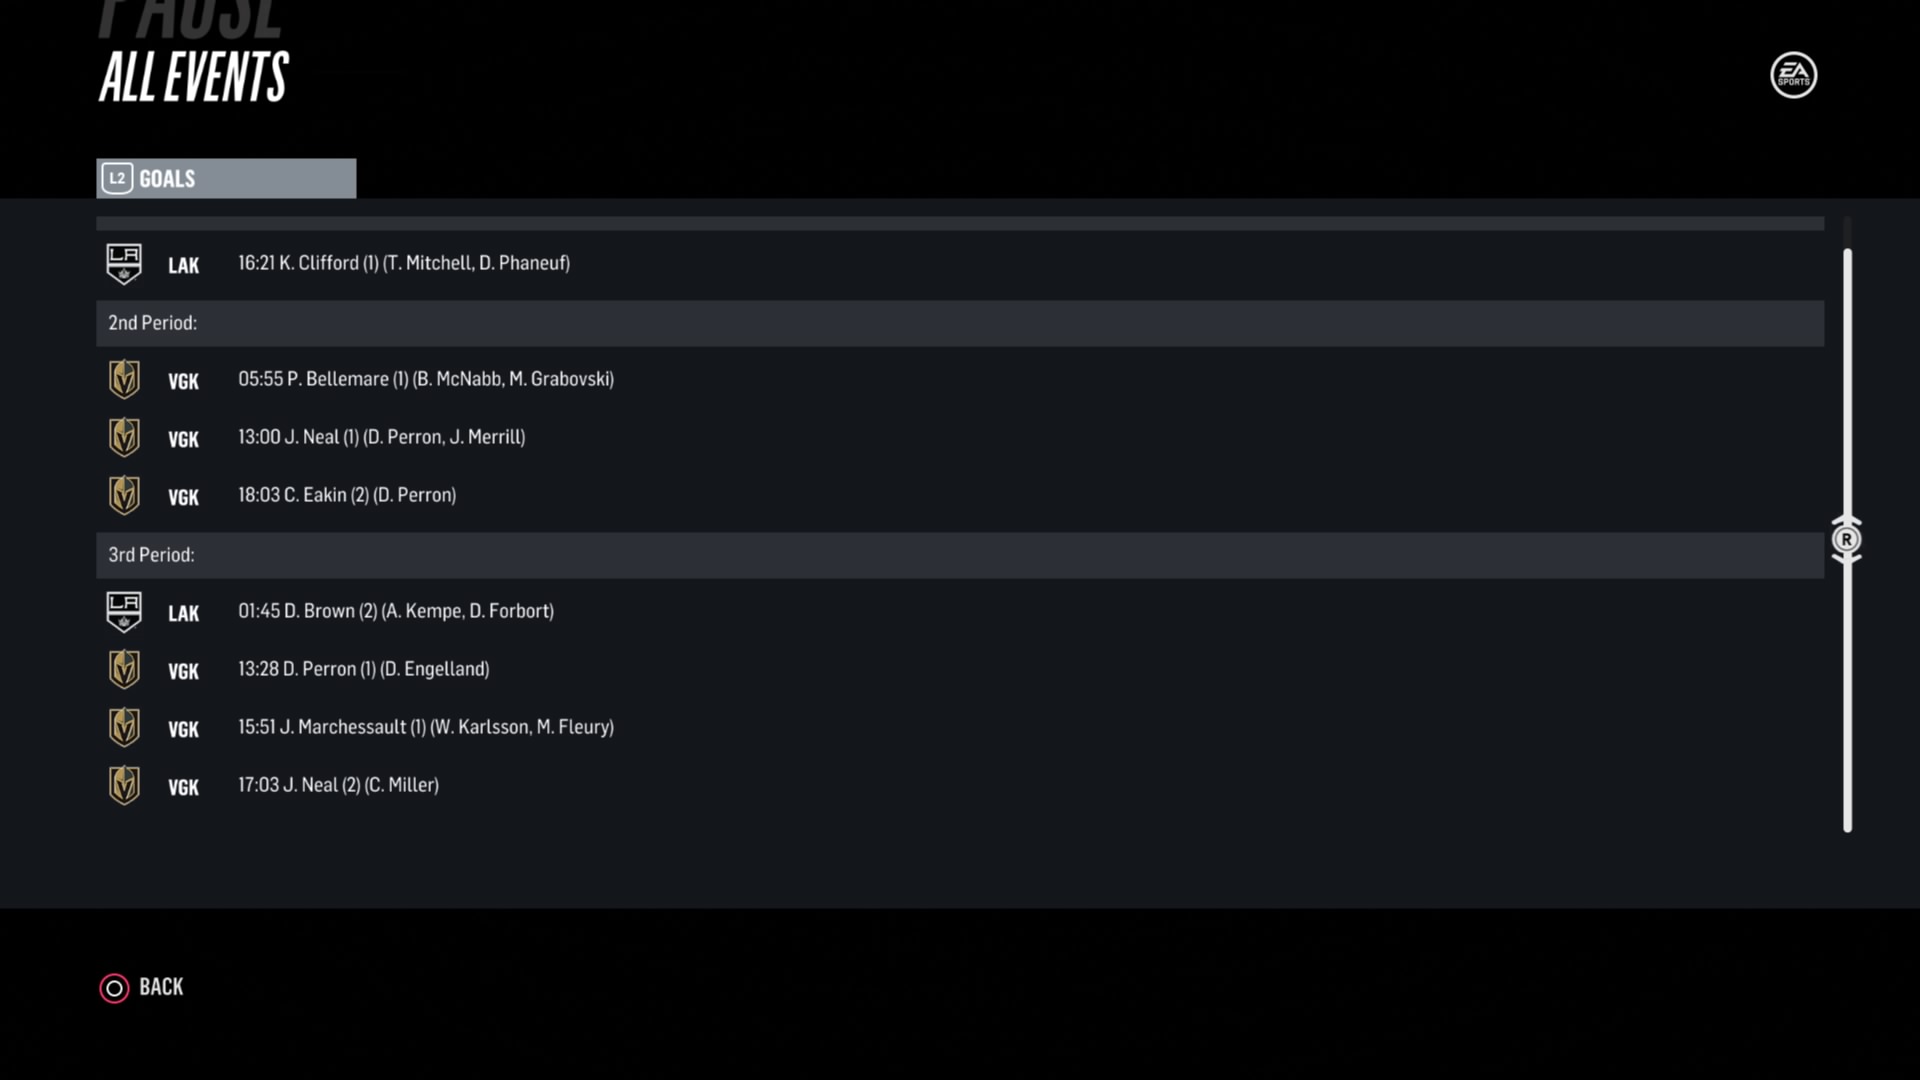 PAUSE
ALL EVENTS
EA
SPORTS
L2 GOALS
LA
LAK 16:21 K. Clifford (1) (T. Mitchell, D. Phaneuf)
2nd Period:
VGK 05:55 P. Bellemare (1) (B. McNabb, M. Grabovski)
VGK 13:00 J. Neal (1) (D. Perron, J. Merrill)
VGK 18:03 C. Eakin (2) (D. Perron)
R
3rd Period:
LA
LAK 01:45 D. Brown (2) (A. Kempe, D. Forbort)
VGK 13:28 D. Perron (1) (D. Engelland)
VGK 15:51 J. Marchessault (1) (W. Karlsson, M. Fleury)
VGK 17:03 J. Neal (2) (C. Miller)
BACK